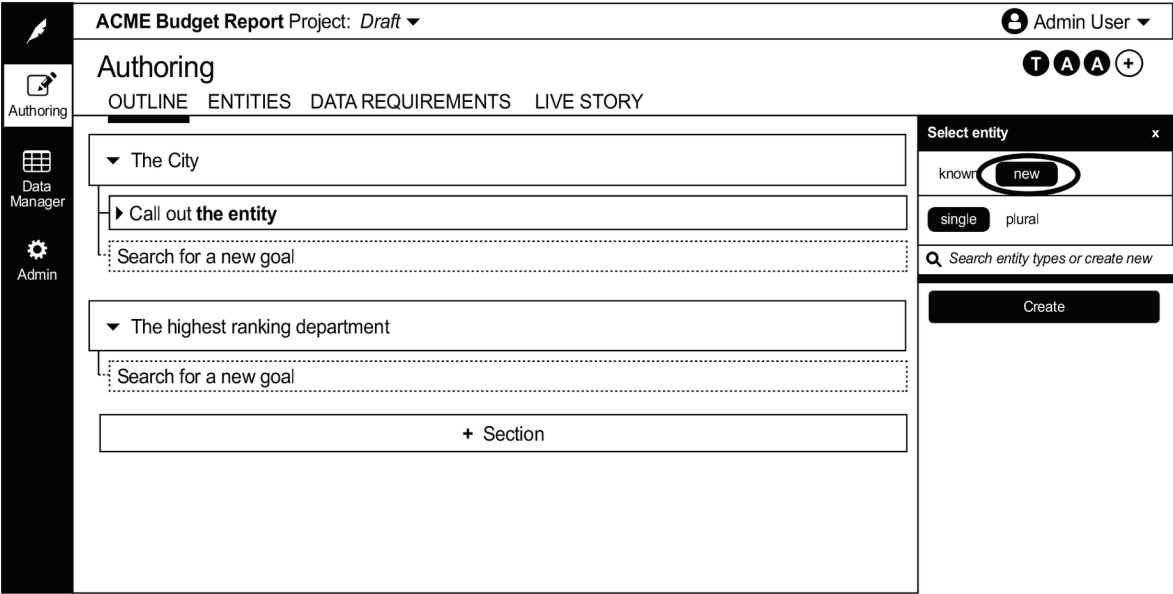 ACME Budget Report Project: Draft
Admin User
Authoring
T A A +
Authoring
OUTLINE ENTITIES DATA REQUIREMENTS LIVE STORY
Data
Manager
Admin
The City
Call out the entity
Search for a new goal
The highest ranking department
Search for a new goal
+ Section
Select entity x
known new
single plural
Search entity types or create new
Create